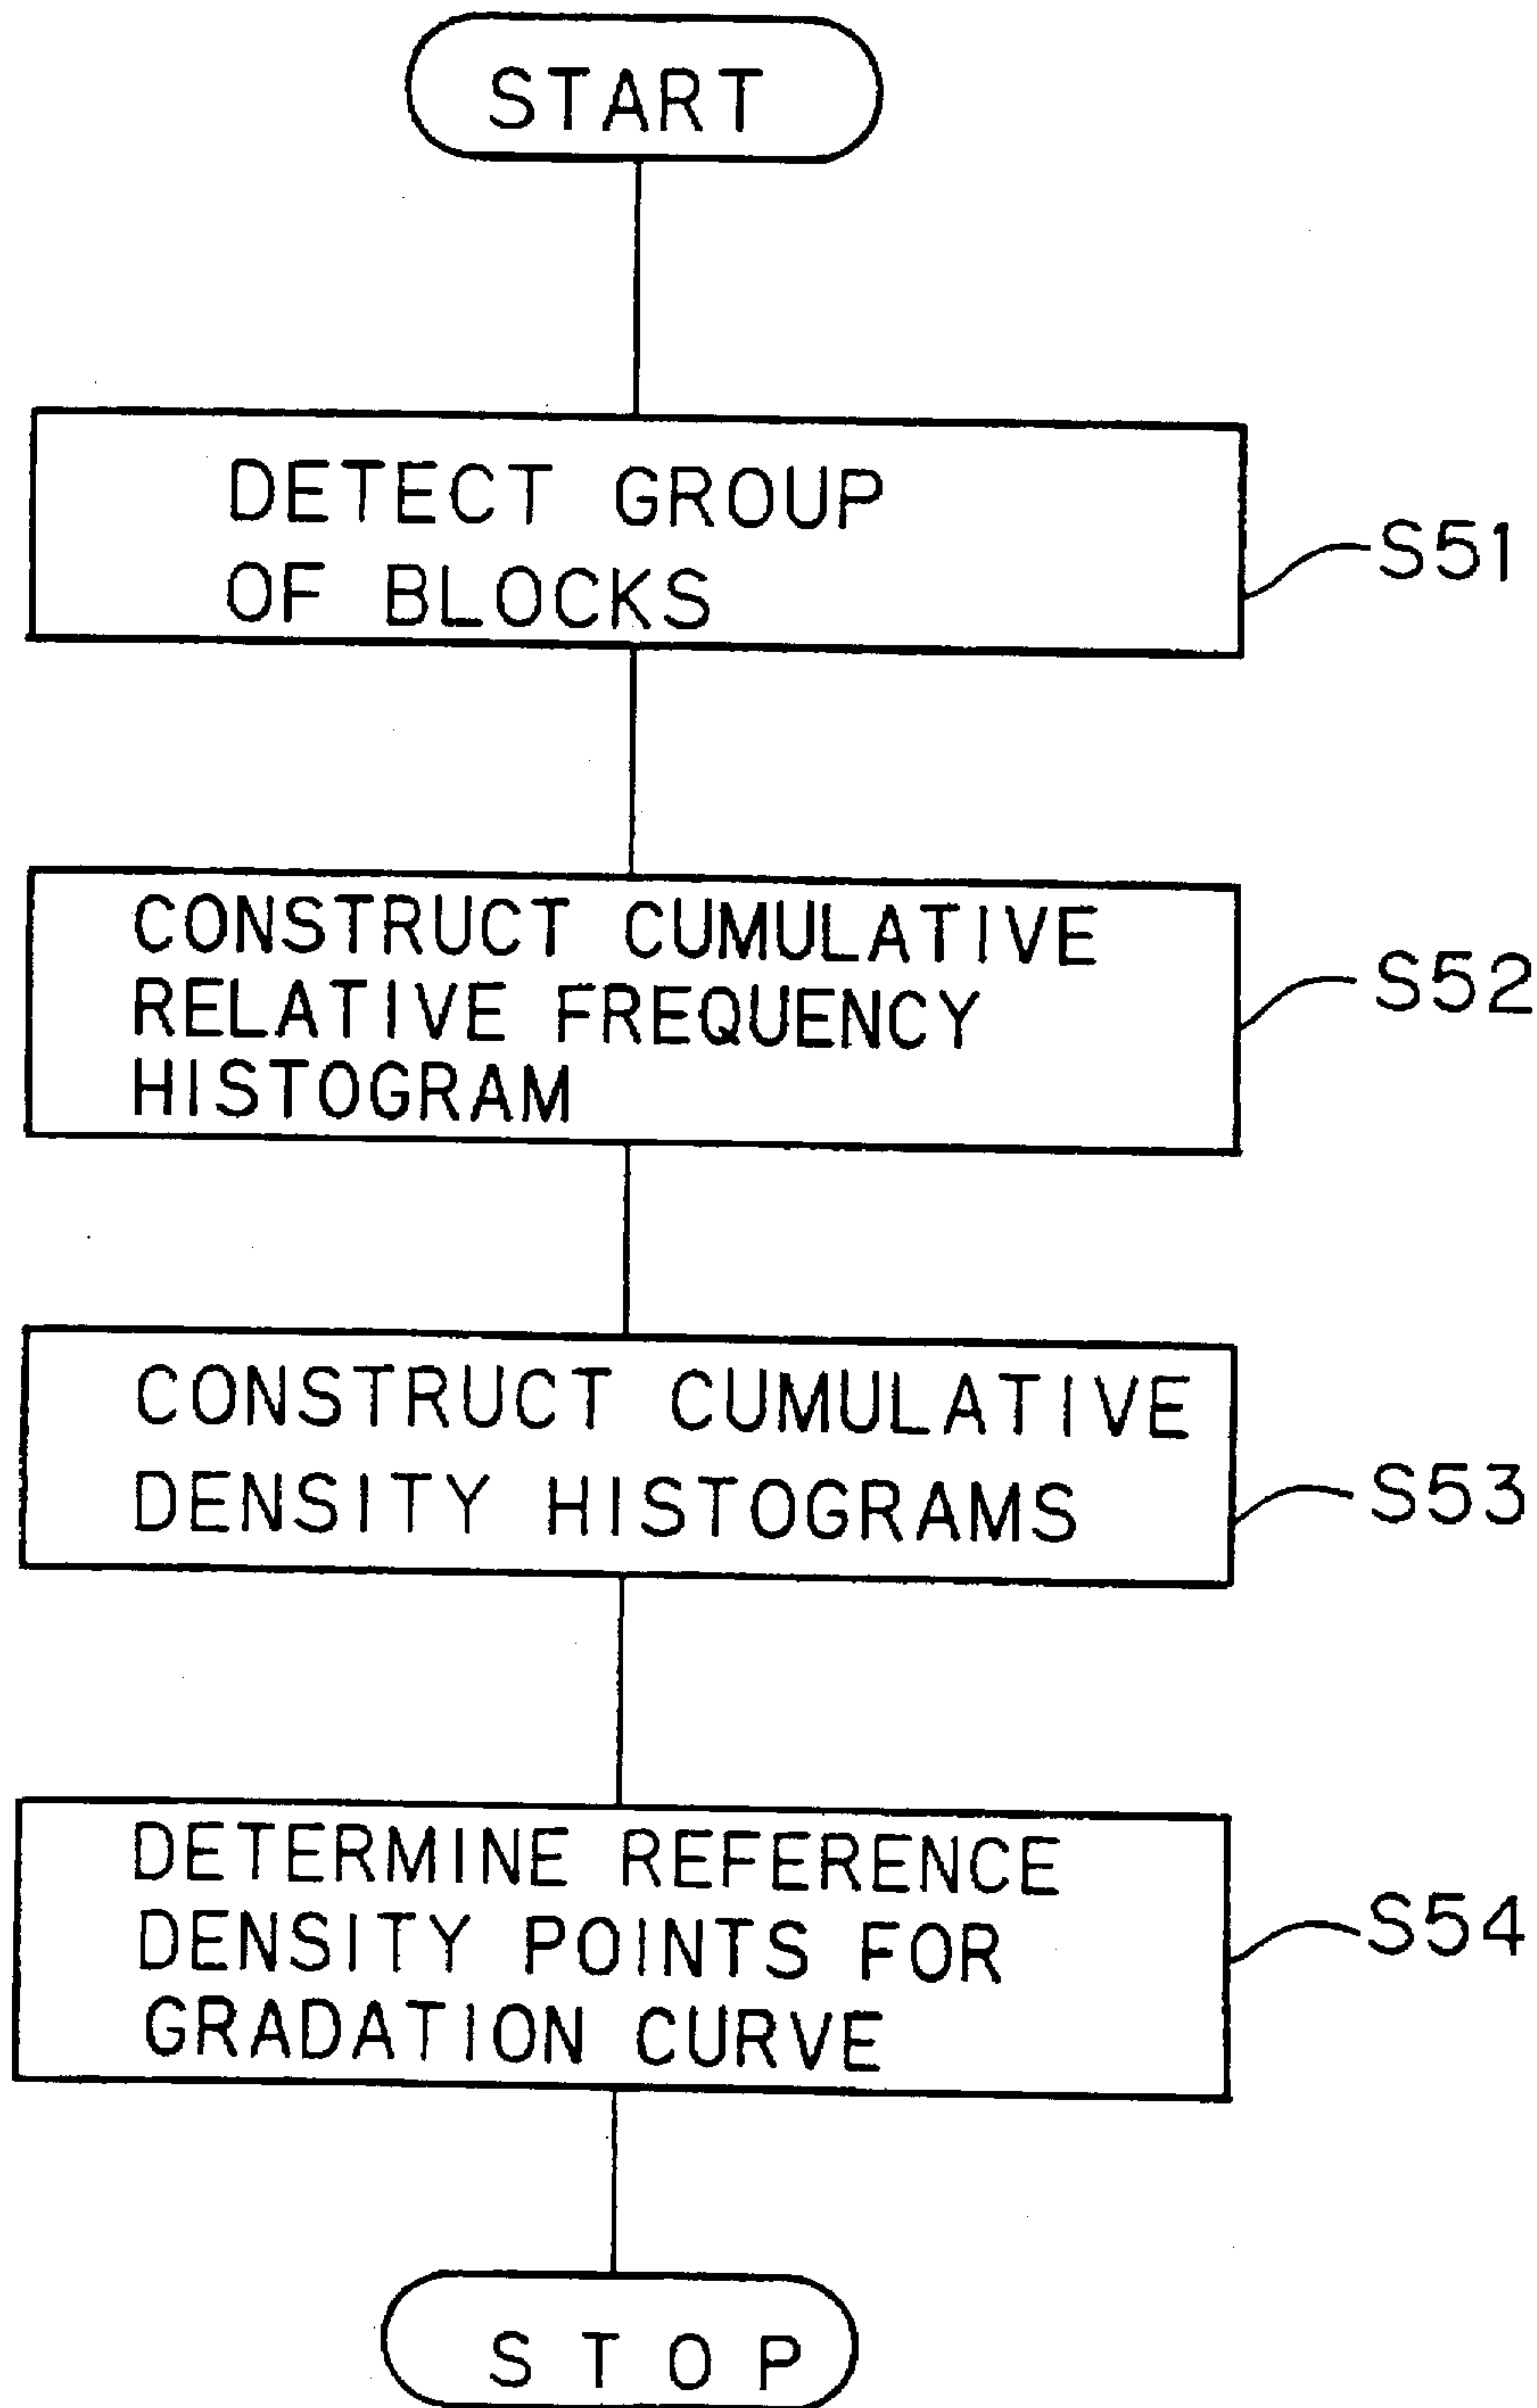 START
DETECT GROUP
OF BLOCKS
S51
CONSTRUCT CUMULATIVE
RELATIVE FREQUENCY
HISTOGRAM
S52
CONSTRUCT CUMULATIVE
DENSITY HISTOGRAMS
S53
DETERMINE REFERENCE
DENSITY POINTS FOR
GRADATION CURVE
S54
STOP